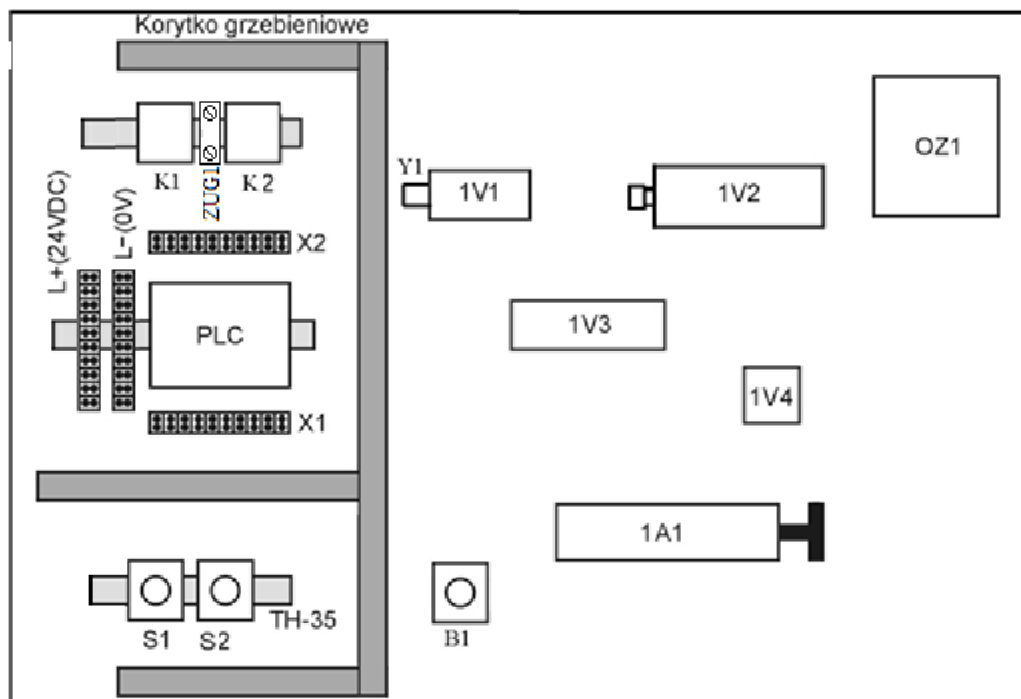 Korytko grzebieniowe
K1
ZUG1
K2
L+(24VDC)
L-(0V)
X2
PLC
X1
S1
S2
TH-35
Y1
1V1
1V2
OZ1
1V3
1V4
1A1
B1